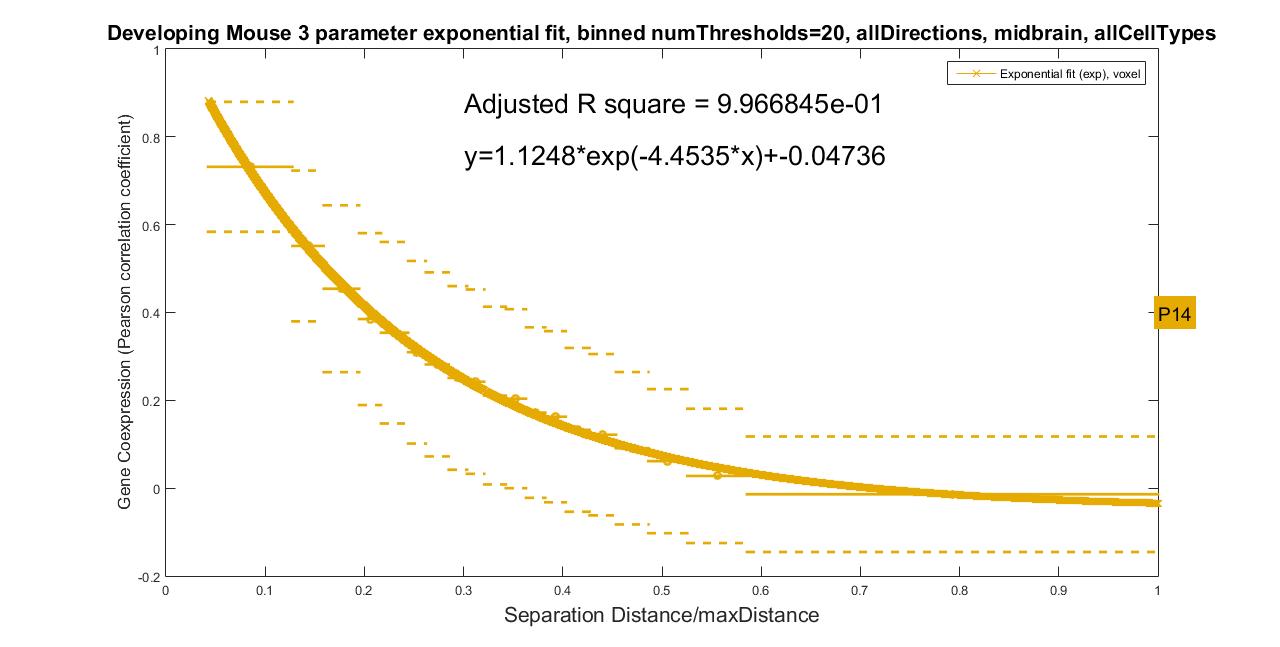 Developing Mouse 3 parameter exponential fit, binned numThresholds=20, allDirections, midbrain, allCellTypes
Exponential fit (exp), voxel
Adjusted R square = 9.966845e-01
y=1.1248*exp(-4.4535*x)+-0.04736
Gene Coexpression (Pearson correlation coefficient)
1
0.8
0.6
0.4
0.2
0
-0.2
P14
0 0.1 0.2 0.3 0.4 0.5 0.6 0.7 0.8 0.9 1
Separation Distance/maxDistance